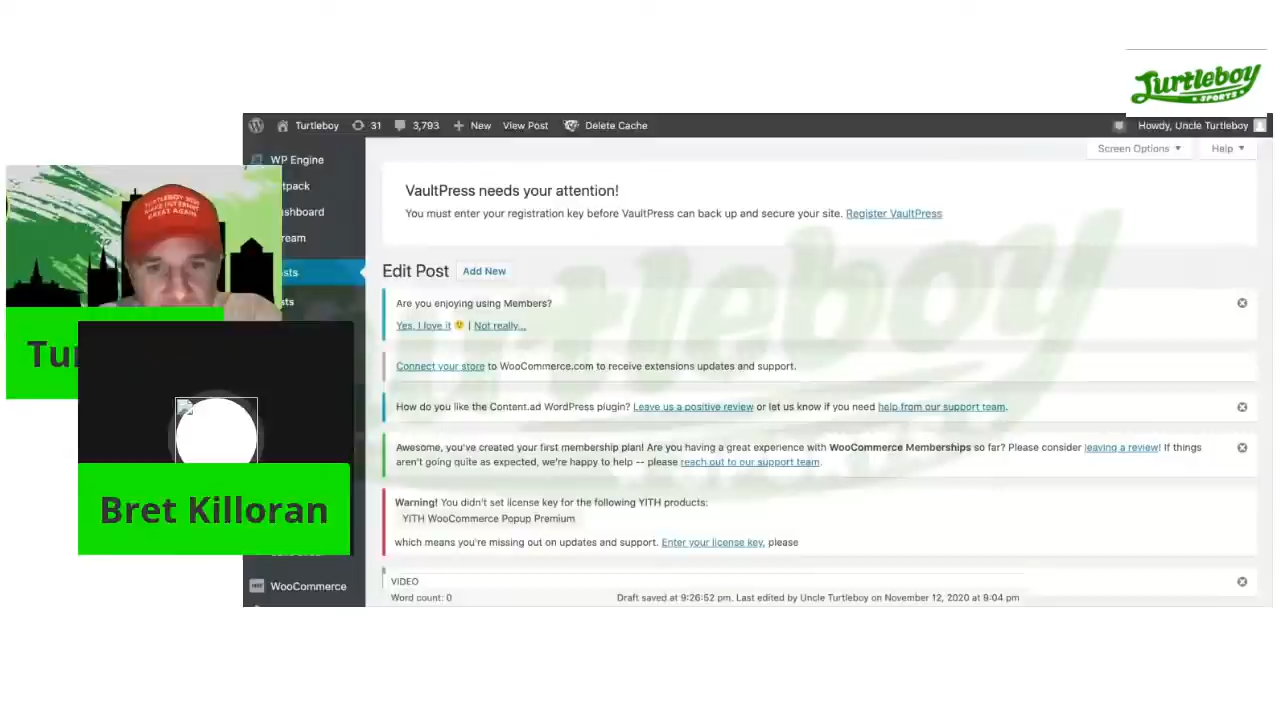 Turtleboy
SPORTS
Turtleboy 31 3,793 New View Post Delete Cache Howdy, Uncle Turtleboy
Screen Options Help
WP Engine
tpack
shboard
ream
sts
sts
WooCommerce
TURTLEBOY
MAKE INTERNET
GREAT AGAIN
Tur
Bret Killoran
VaultPress needs your attention!
You must enter your registration key before VaultPress can back up and secure your site. Register VaultPress
Edit Post Add New
Are you enjoying using Members?
Yes, I love it | Not really...
Connect your store to WooCommerce.com to receive extensions updates and support.
How do you like the Content.ad WordPress plugin? Leave us a positive review or let us know if you need help from our support team.
Awesome, you've created your first membership plan! Are you having a great experience with WooCommerce Memberships so far? Please consider leaving a review! If things
aren't going quite as expected, we're happy to help -- please reach out to our support team.
Warning! You didn't set license key for the following YITH products:
YITH WooCommerce Popup Premium
which means you're missing out on updates and support. Enter your license key, please
VIDEO
Word count: 0 Draft saved at 9:26:52 pm. Last edited by Uncle Turtleboy on November 12, 2020 at 9:04 pm